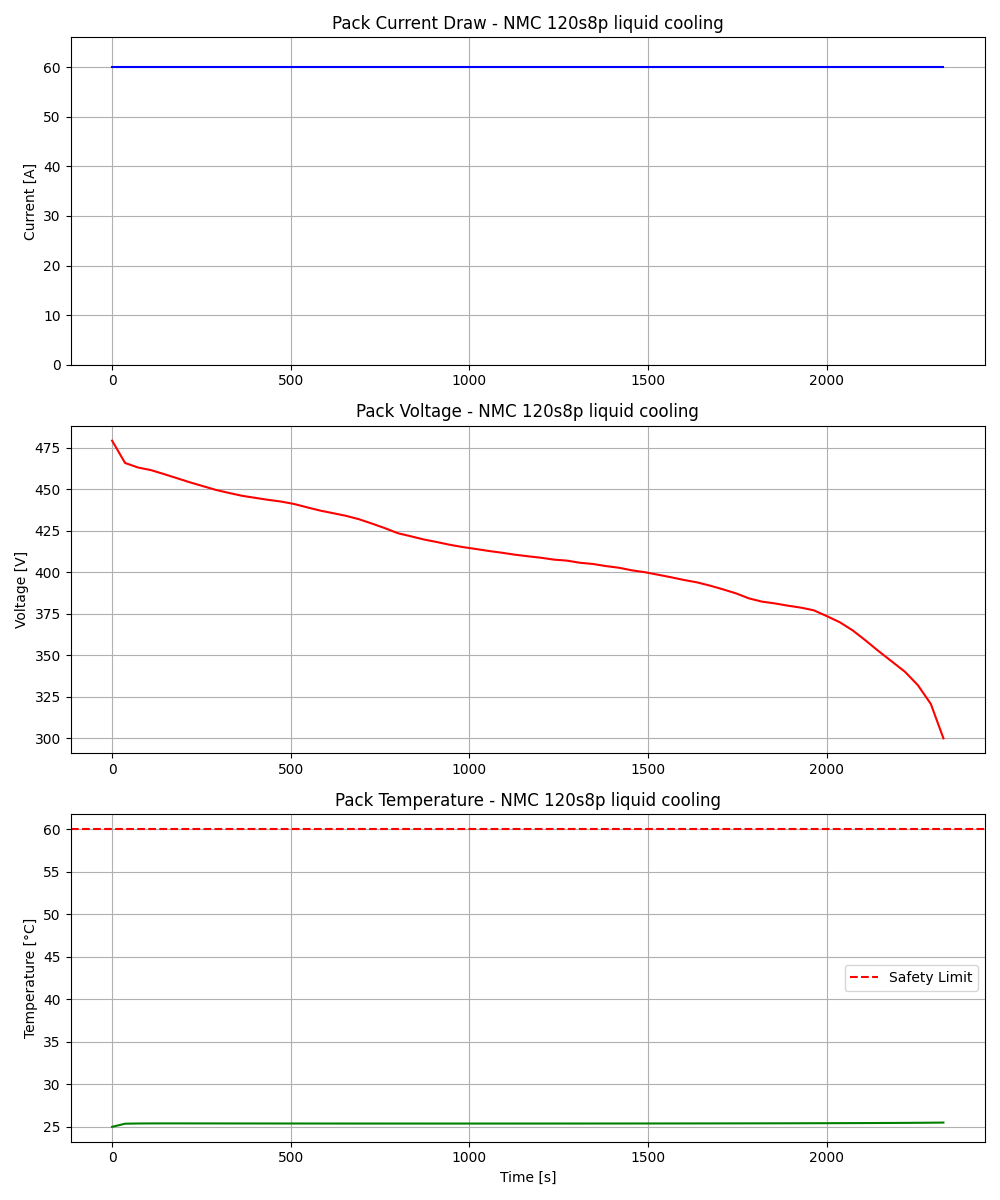 Pack Current Draw - NMC 120s8p liquid cooling
Current [A]
60
50
40
30
20
10
0
0 500 1000 1500 2000
Pack Voltage - NMC 120s8p liquid cooling
Voltage [V]
475
450
425
400
375
350
325
300
0 500 1000 1500 2000
Pack Temperature - NMC 120s8p liquid cooling
Temperature [°C]
60
55
50
45
40
35
30
25
Safety Limit
0 500 1000 1500 2000
Time [s]